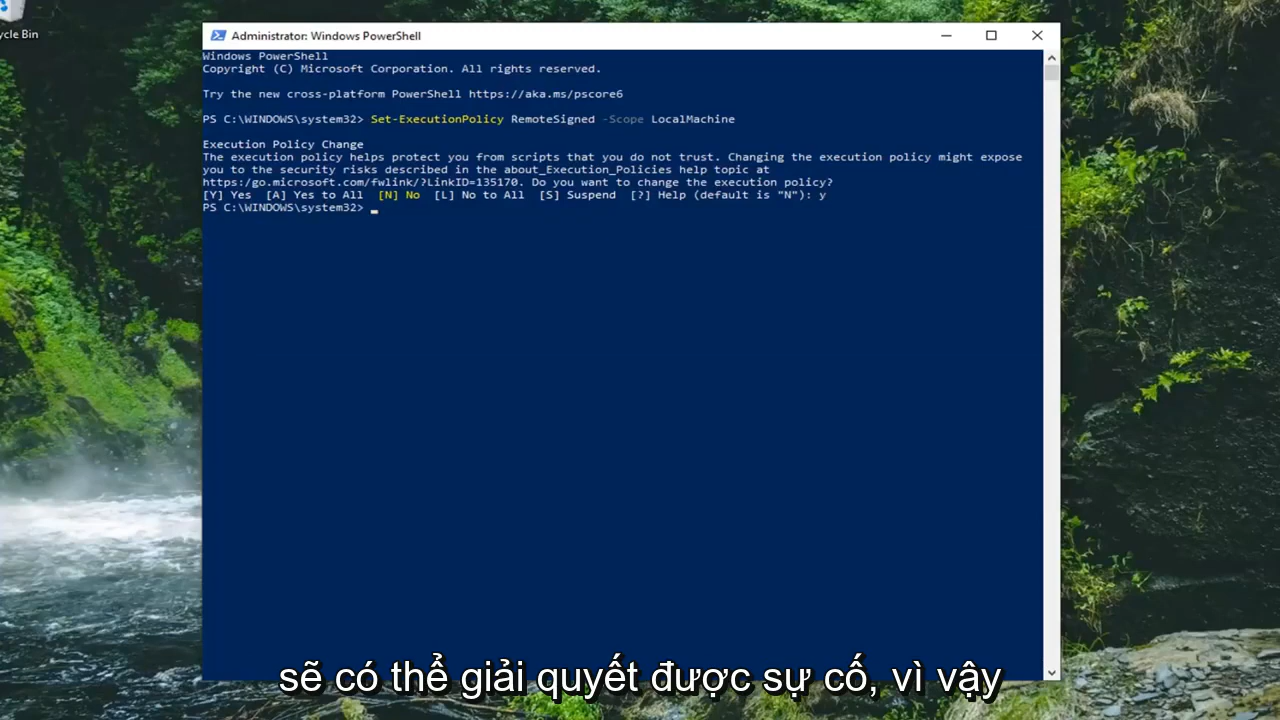 ycle Bin
Administrator: Windows PowerShell
Windows PowerShell
Copyright (C) Microsoft Corporation. All rights reserved.
Try the new cross-platform PowerShell https://aka.ms/pscore6
PS C:\WINDOWS\system32> Set-ExecutionPolicy RemoteSigned -Scope LocalMachine
Execution Policy Change
The execution policy helps protect you from scripts that you do not trust. Changing the execution policy might expose
you to the security risks described in the about_Execution_Policies help topic at
https:/go.microsoft.com/fwlink/?LinkID=135170. Do you want to change the execution policy?
[Y] Yes  [A] Yes to All  [N] No  [L] No to All  [S] Suspend  [?] Help (default is "N"): y
PS C:\WINDOWS\system32>
sẽ có thể giải quyết được sự cố, vì vậy